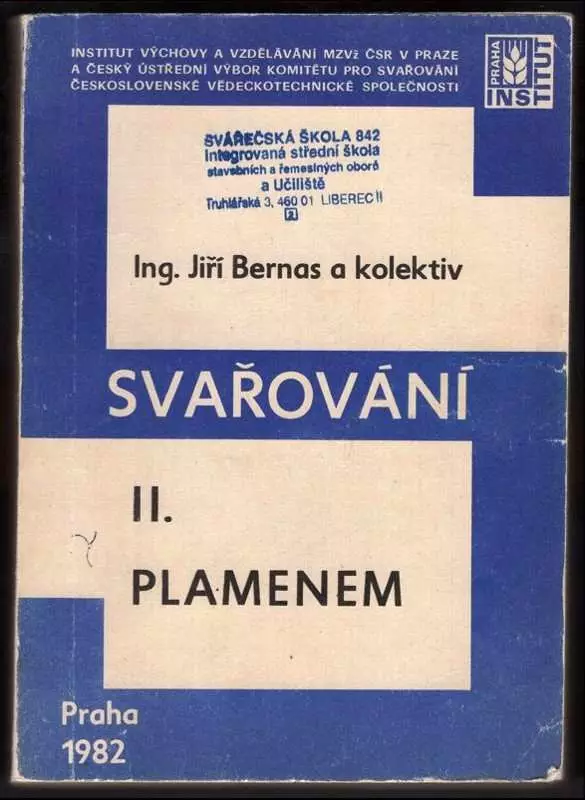 INSTITUT VÝCHOVY A VZDĚLÁVÁNÍ MZVž ČSR V PRAZE
A ČESKÝ ÚSTŘEDNÍ VÝBOR KOMITÉTU PRO SVAŘOVÁNÍ
ČESKOSLOVENSKÉ VĚDECKOTECHNICKÉ SPOLEČNOSTI
PRAHA
INSTITUT
SVÁŘEČSKÁ ŠKOLA 842
Integrovaná střední škola
stavebních a řemeslných oborů
a Učiliště
Truhlářská 3, 460 01 LIBEREC II
2
Ing. Jiří Bernas a kolektiv
SVAŘOVÁNÍ
II.
PLAMENEM
Praha
1982